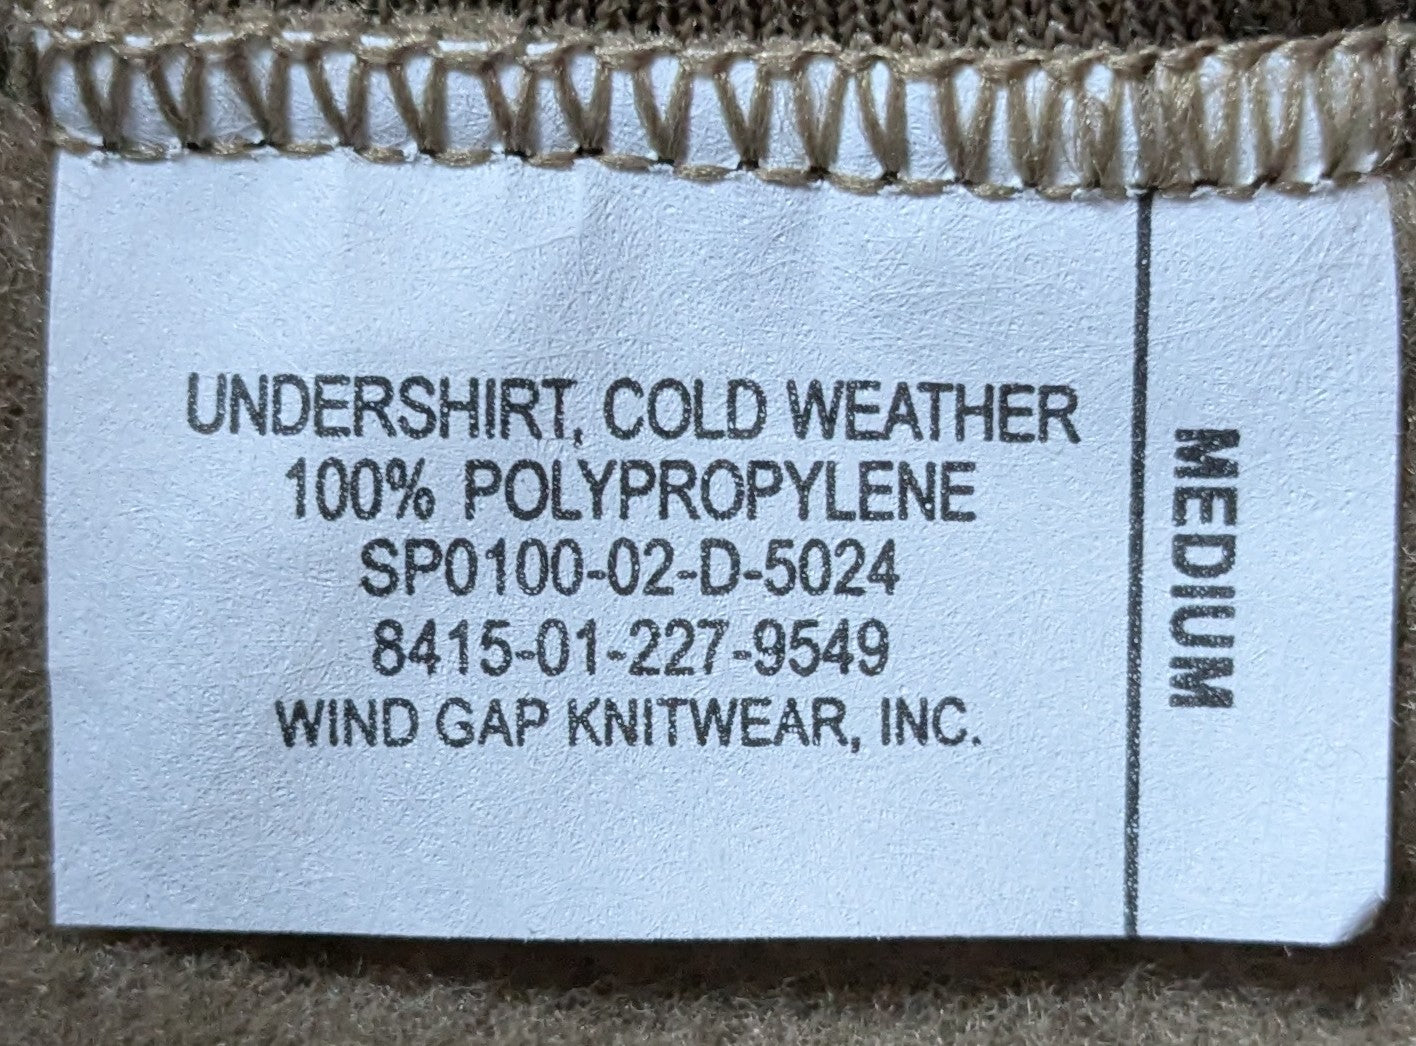 UNDERSHIRT, COLD WEATHER
100% POLYPROPYLENE
SP0100-02-D-5024
8415-01-227-9549
WIND GAP KNITWEAR, INC.
MEDIUM